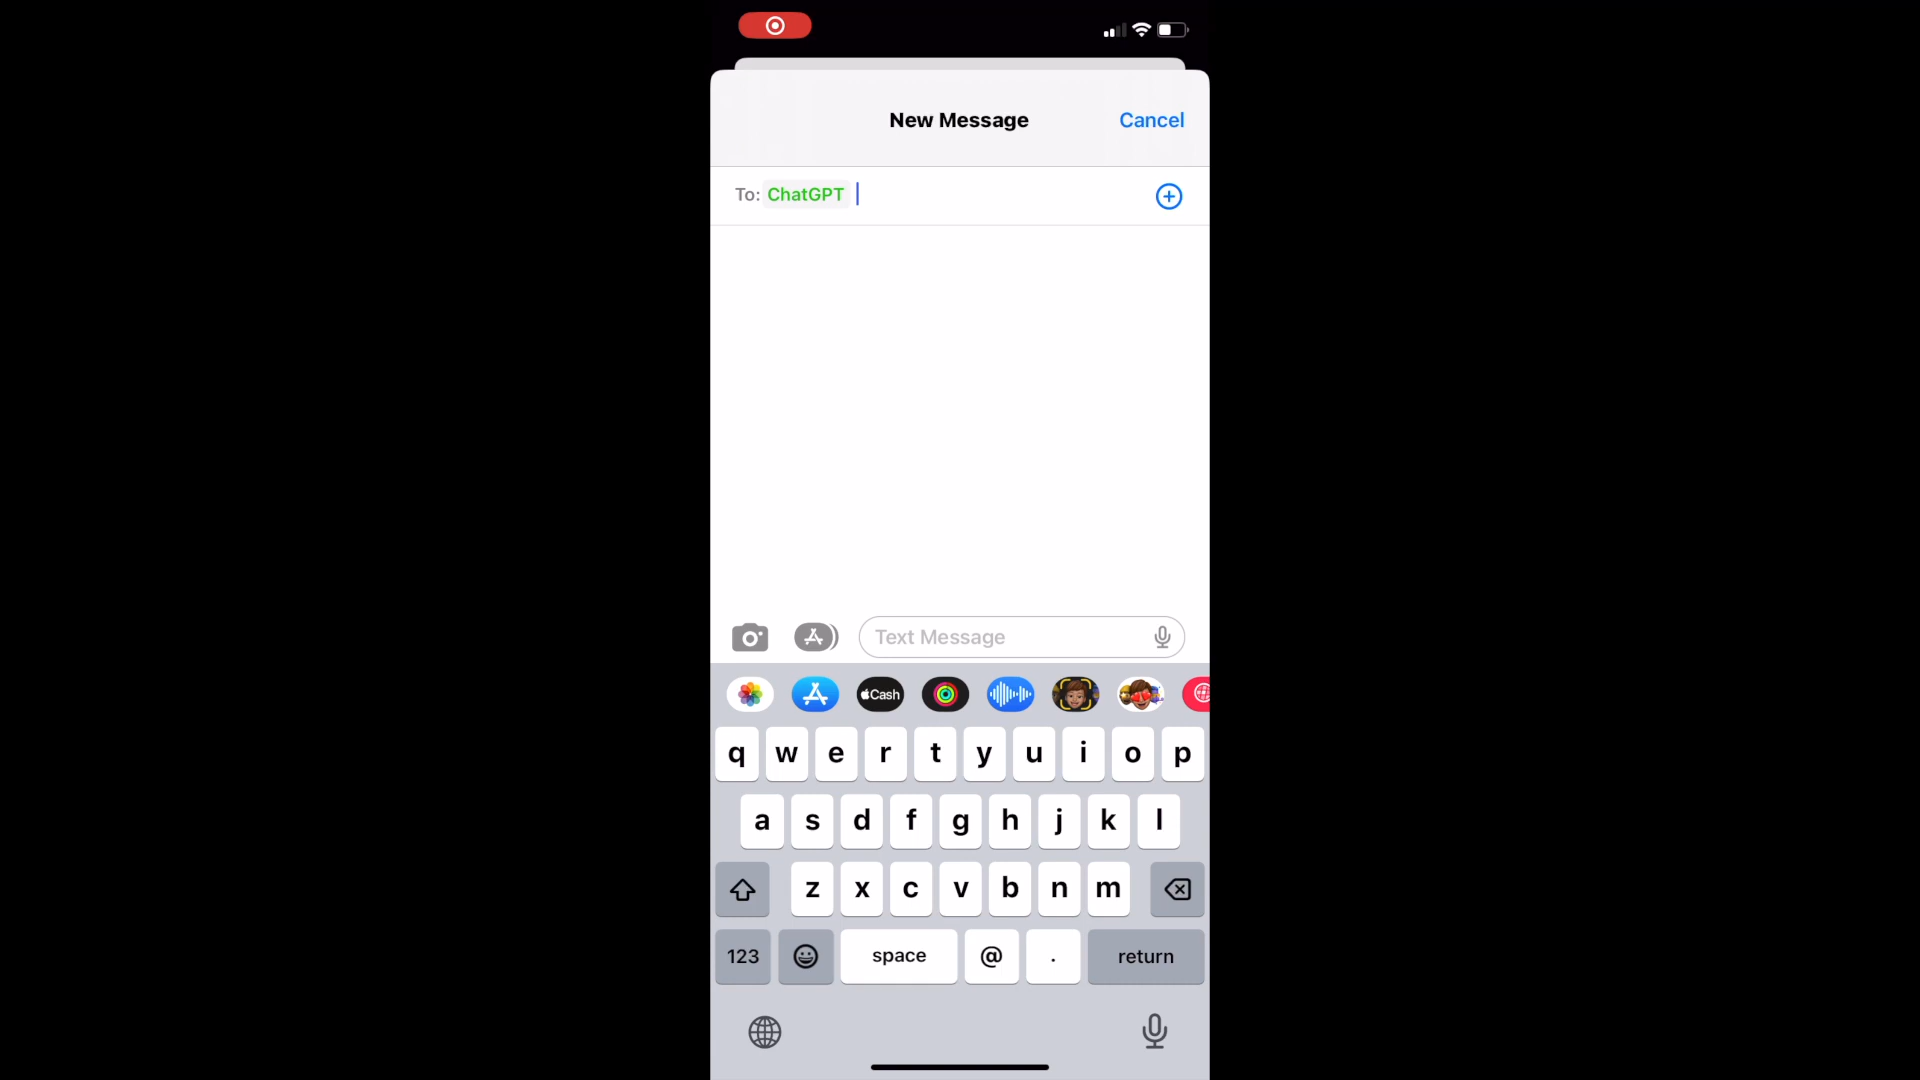 New Message
Cancel
To: ChatGPT
Text Message
Cash
q w e r t y u i o p
a s d f g h j k l
z x c v b n m
123 space @ . return